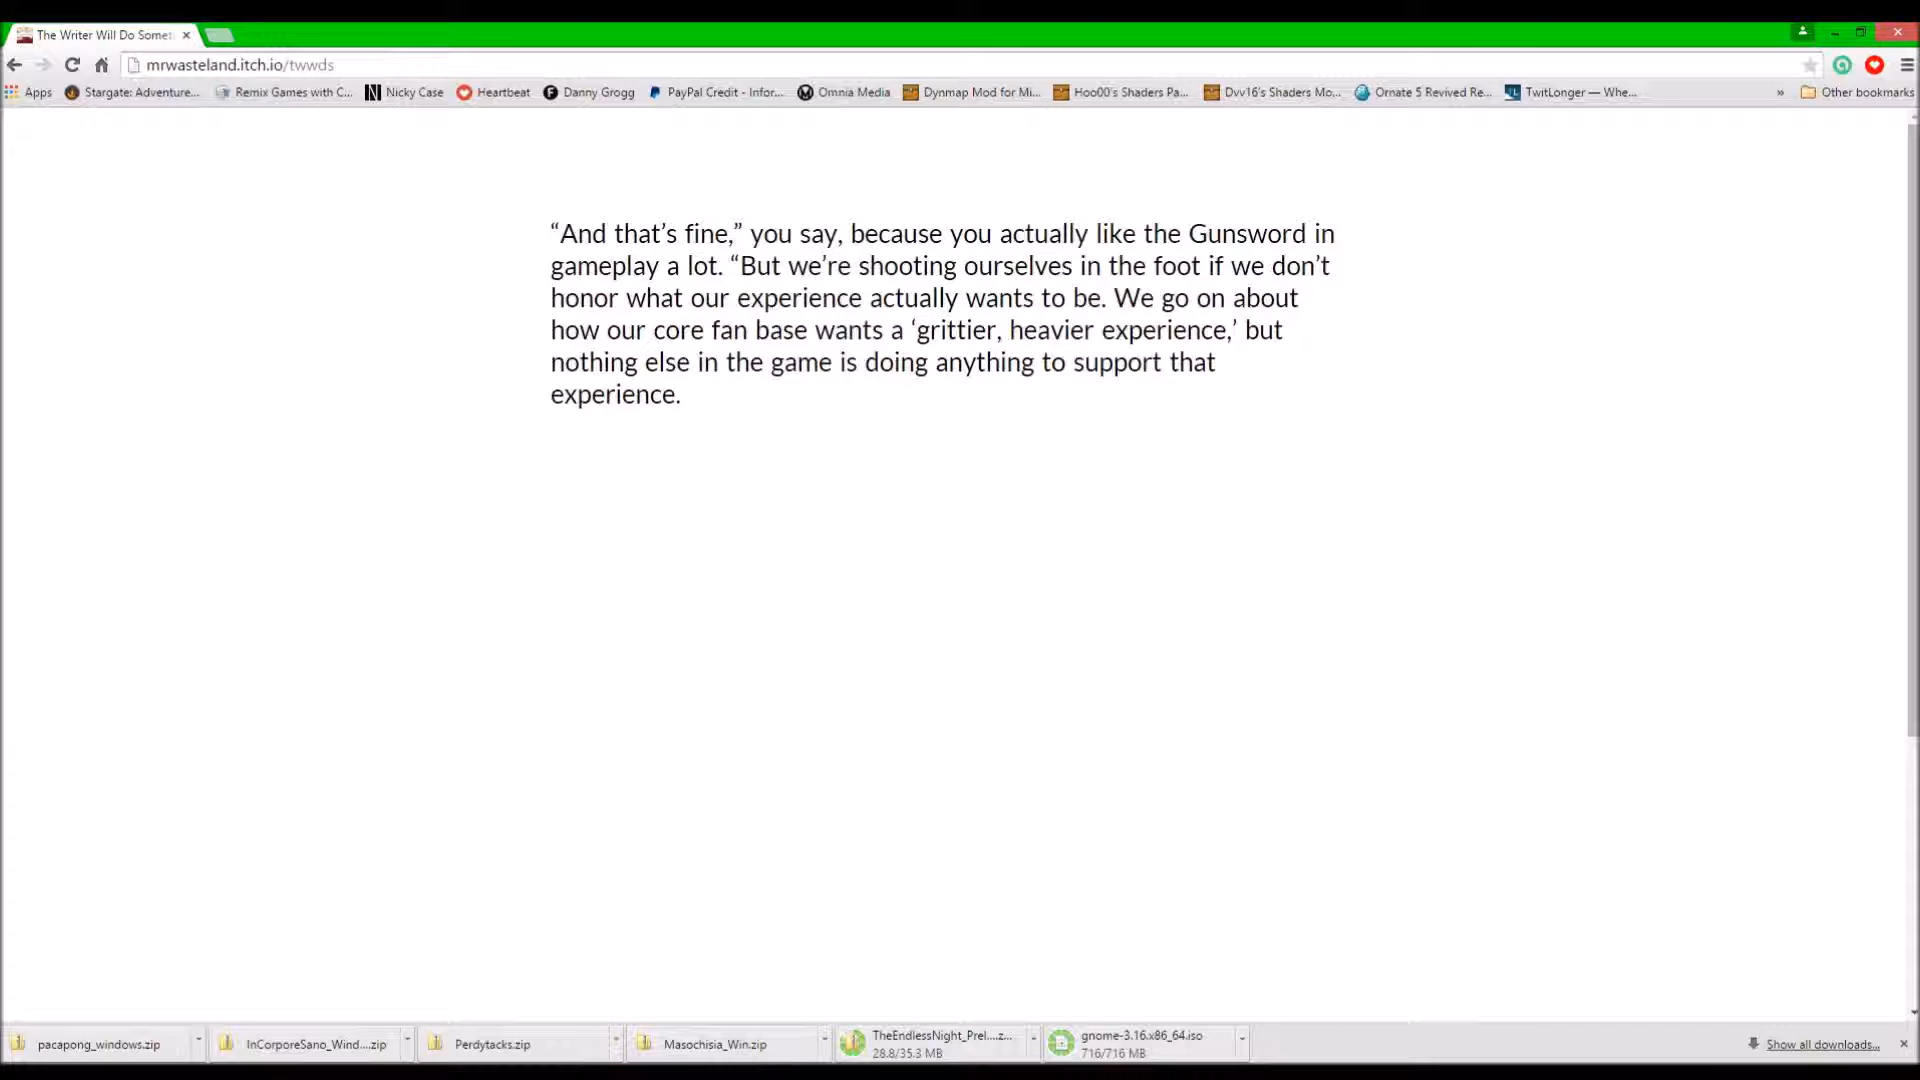 The Writer Will Do Somet
mrwasteland.itch.io/twwds
Apps Stargate: Adventure... Remix Games with C... Nicky Case Heartbeat Danny Grogg PayPal Credit - Infor... Omnia Media Dynmap Mod for Mi... Hoo00's Shaders Pa... Dvv16's Shaders Mo... Ornate 5 Revived Re... TwitLonger — Whe... » Other bookmarks
“And that’s fine,” you say, because you actually like the Gunsword in
gameplay a lot. “But we’re shooting ourselves in the foot if we don’t
honor what our experience actually wants to be. We go on about
how our core fan base wants a ‘grittier, heavier experience,’ but
nothing else in the game is doing anything to support that
experience.
pacapong_windows.zip InCorporeSano_Wind....zip Perdytacks.zip Masochisia_Win.zip TheEndlessNight_Prel....z... gnome-3.16.x86_64.iso Show all downloads...
28.8/35.3 MB 716/716 MB